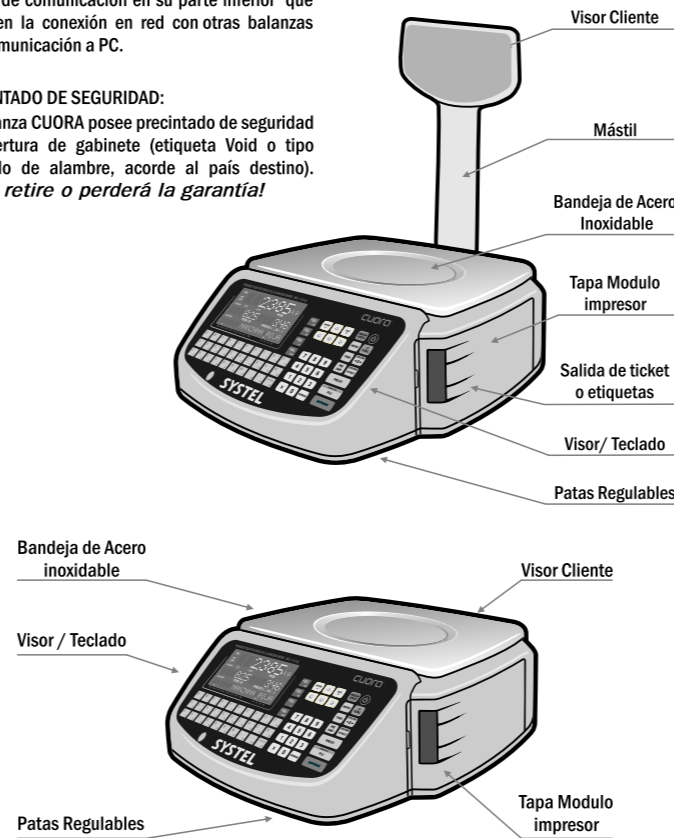 de comunicación en su parte inferior que
en la conexión en red con otras balanzas
municación a PC.
NTADO DE SEGURIDAD:
anza CUORA posee precintado de seguridad
ertura de gabinete (etiqueta Void o tipo
do de alambre, acorde al país destino).
retire o perderá la garantía!
Visor Cliente
Mástil
Bandeja de Acero
Inoxidable
Tapa Modulo
impresor
Salida de ticket
o etiquetas
Visor/ Teclado
Patas Regulables
cuora
SYSTEL
Bandeja de Acero
inoxidable
Visor Cliente
Visor / Teclado
cuora
SYSTEL
Patas Regulables
Tapa Modulo
impresor